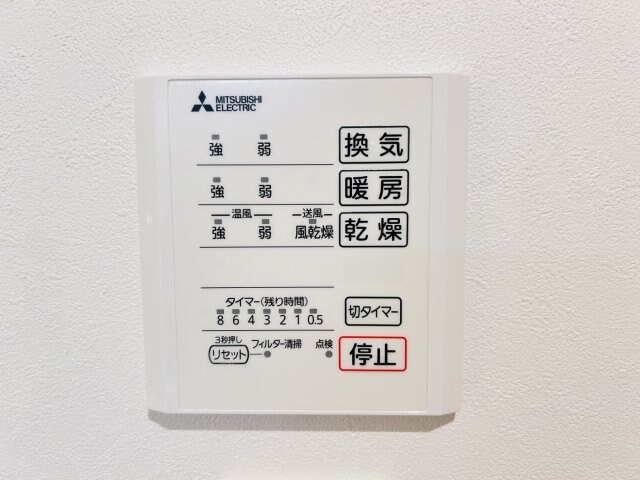 MITSUBISHI
ELECTRIC
強 弱 換気
強 弱 暖房
温風 送風
強 弱 風乾燥 乾燥
タイマー(残り時間)
8 6 4 3 2 1 0.5 切タイマー
3秒押し
リセット フィルター清掃 点検 停止